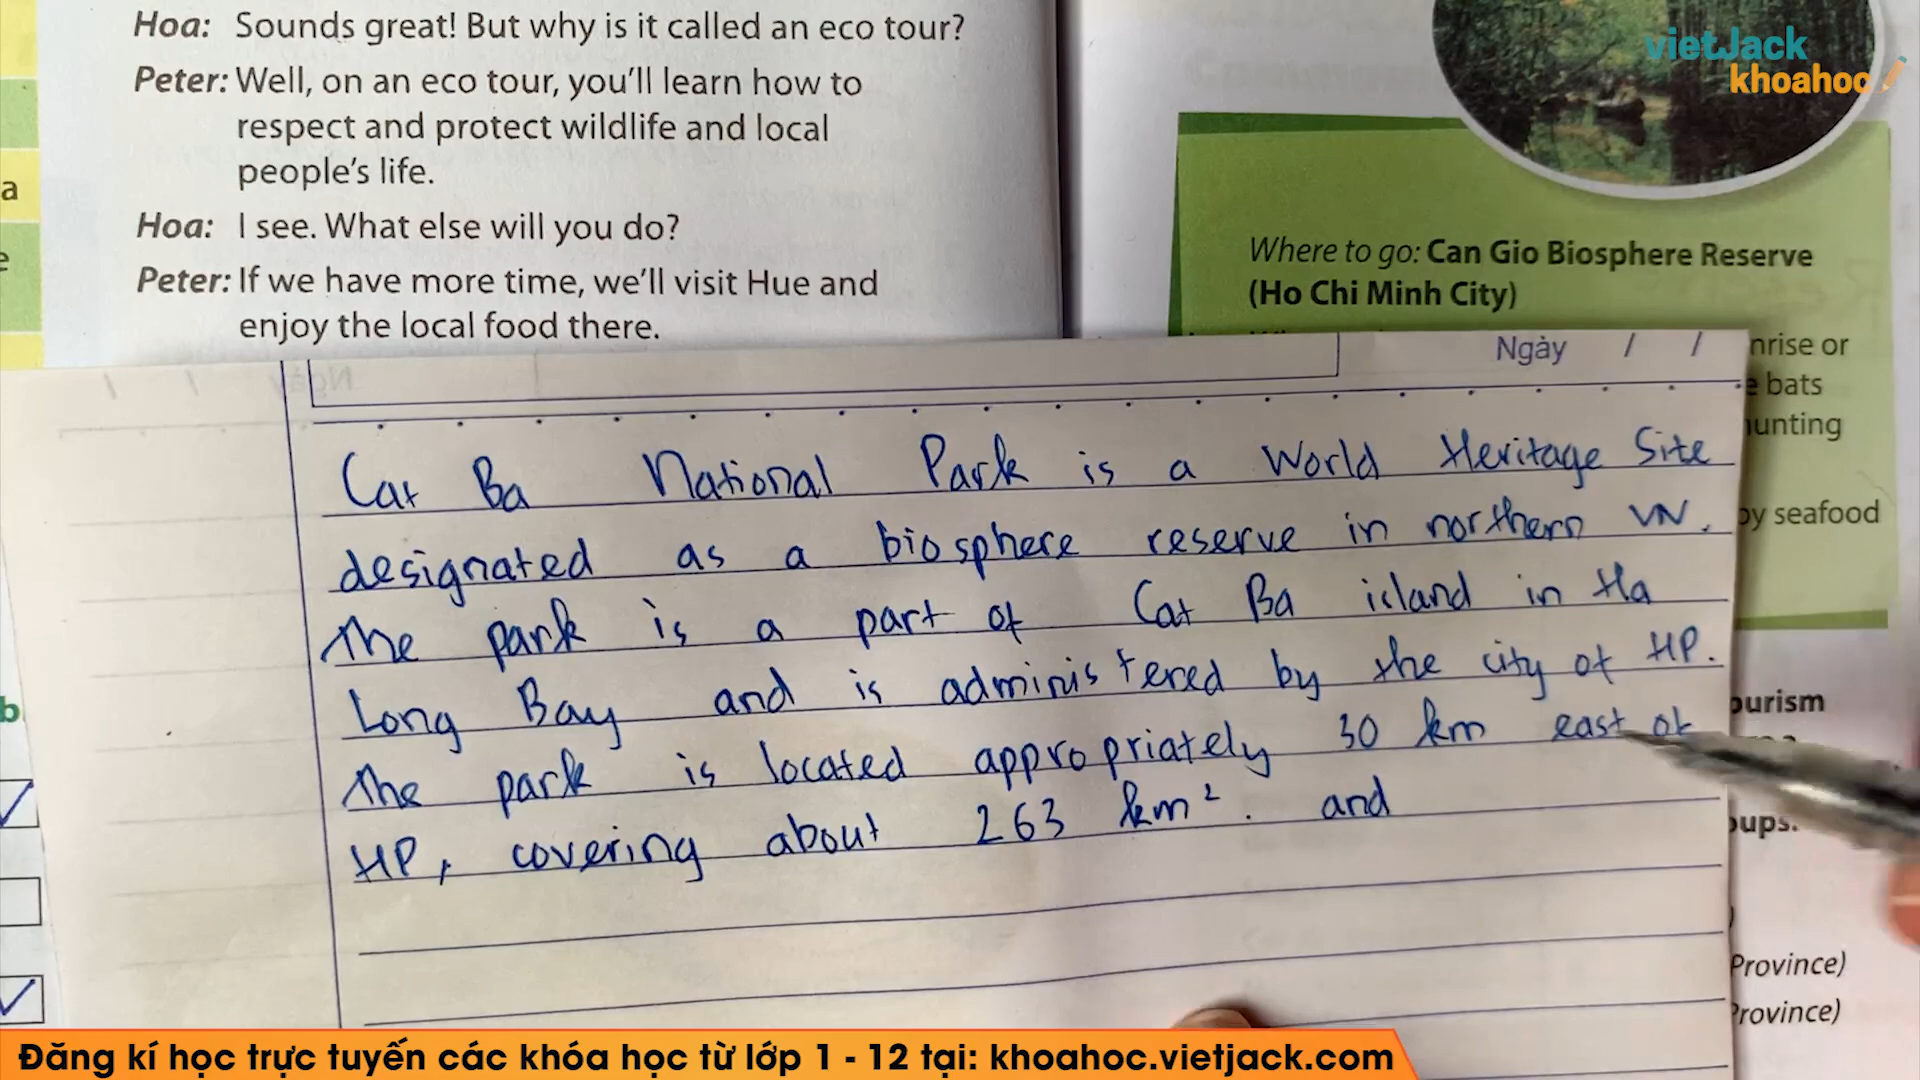 Hoa: Sounds great! But why is it called an eco tour?
Peter: Well, on an eco tour, you'll learn how to
respect and protect wildlife and local
people's life.
Hoa: I see. What else will you do?
Peter: If we have more time, we'll visit Hue and
enjoy the local food there.
vietJack
khoahoc
Where to go: Can Gio Biosphere Reserve
(Ho Chi Minh City)
nrise or
e bats
hunting
oy seafood
ourism
oups.
Province)
Province)
a
e
b
Ngày / /
Cat Ba National Park is a World Heritage Site
designated as a biosphere reserve in northern VN.
The park is a part of Cat Ba island in Ha
Long Bay and is administered by the city of HP.
The park is located appropriately 30 km east of
HP, covering about 263 km². and
Đăng kí học trực tuyến các khóa học từ lớp 1 - 12 tại: khoahoc.vietjack.com